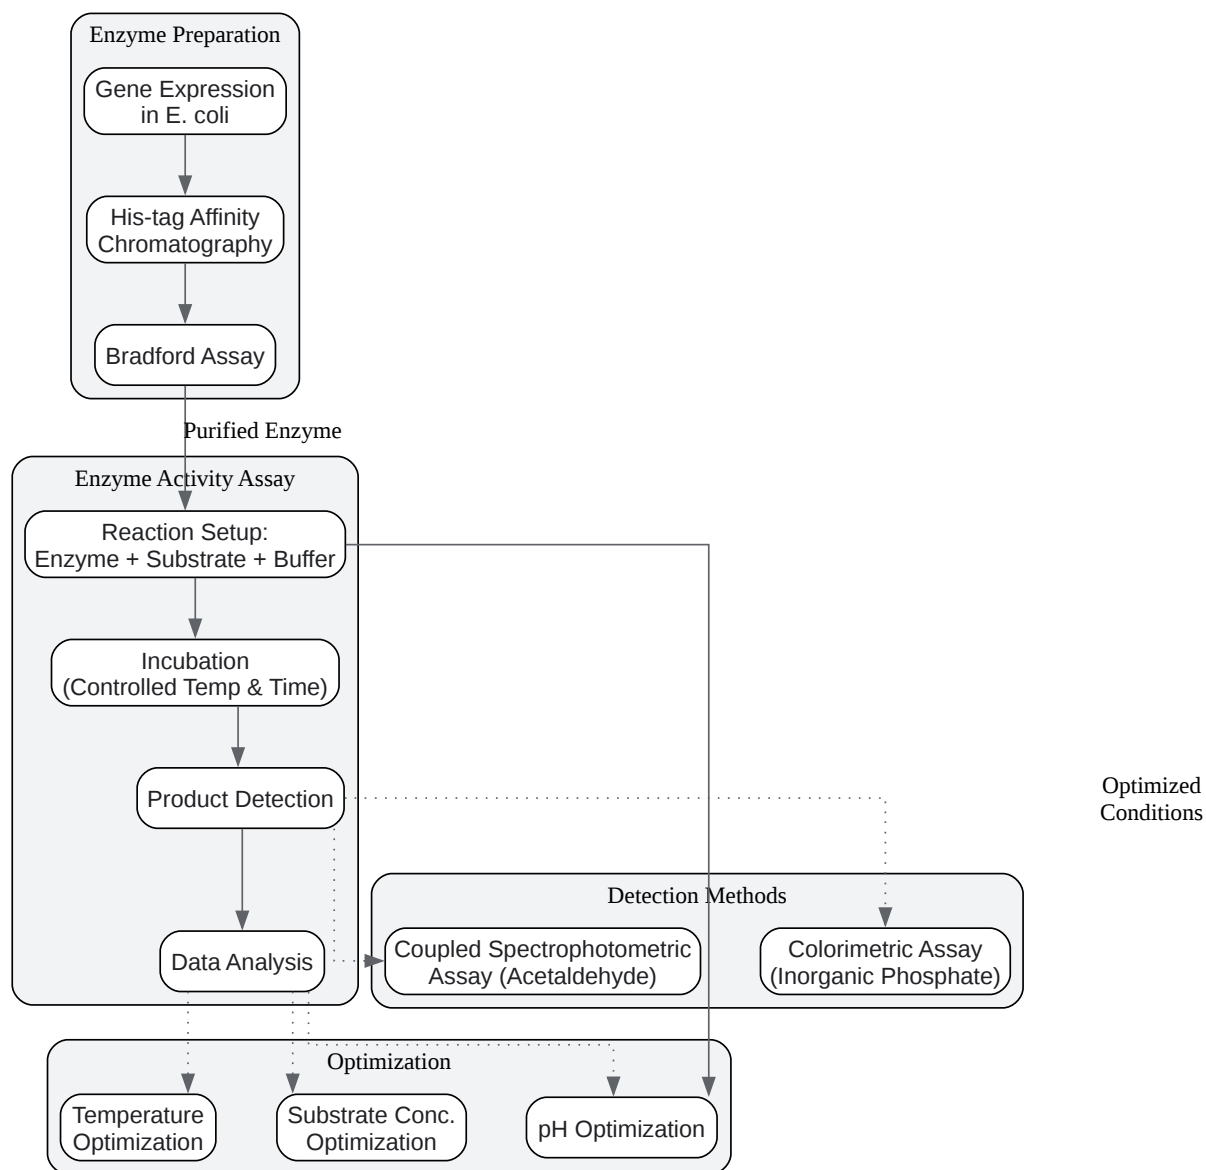 Enzyme Preparation
Gene Expression
in E. coli
His-tag Affinity
Chromatography
Bradford Assay
Purified Enzyme
Enzyme Activity Assay
Reaction Setup:
Enzyme + Substrate + Buffer
Incubation
(Controlled Temp & Time)
Product Detection
Optimized
Conditions
Data Analysis
Detection Methods
Coupled Spectrophotometric
Assay (Acetaldehyde)
Colorimetric Assay
(Inorganic Phosphate)
Optimization
Temperature
Optimization
Substrate Conc.
Optimization
pH Optimization